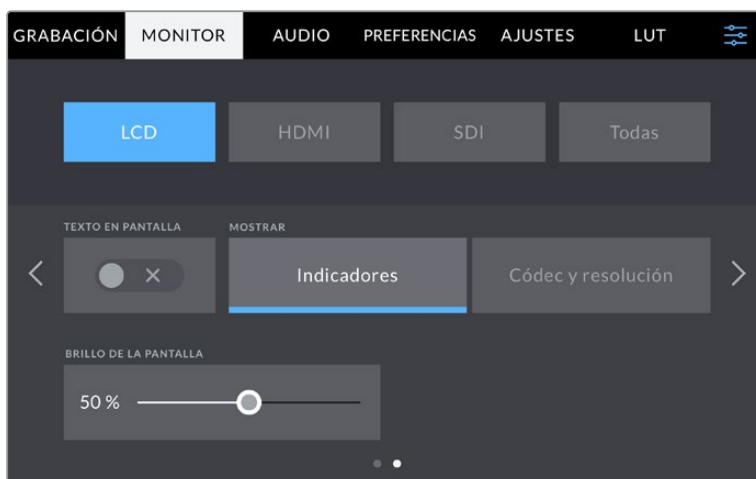 GRABACIÓN MONITOR AUDIO PREFERENCIAS AJUSTES LUT
LCD HDMI SDI Todas
TEXTO EN PANTALLA MOSTRAR
Indicadores Códec y resolución
BRILLO DE LA PANTALLA
50 %